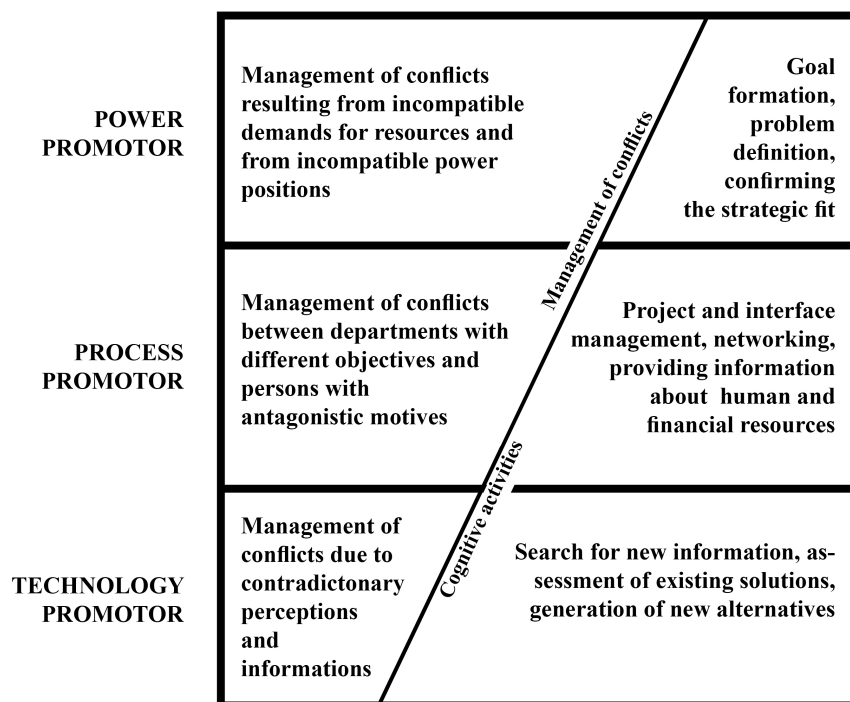 POWER
PROMOTOR
Management of conflicts
resulting from incompatible
demands for resources and
from incompatible power
positions
Management of conflicts
Goal
formation,
problem
definition,
confirming
the strategic fit
PROCESS
PROMOTOR
Management of conflicts
between departments with
different objectives and
persons with
antagonistic motives
Project and interface
management, networking,
providing information
about human and
financial resources
TECHNOLOGY
PROMOTOR
Management of
conflicts due to
contradictonary
perceptions
and
informations
Cognitive activities
Search for new information, as-
sessment of existing solutions,
generation of new alternatives